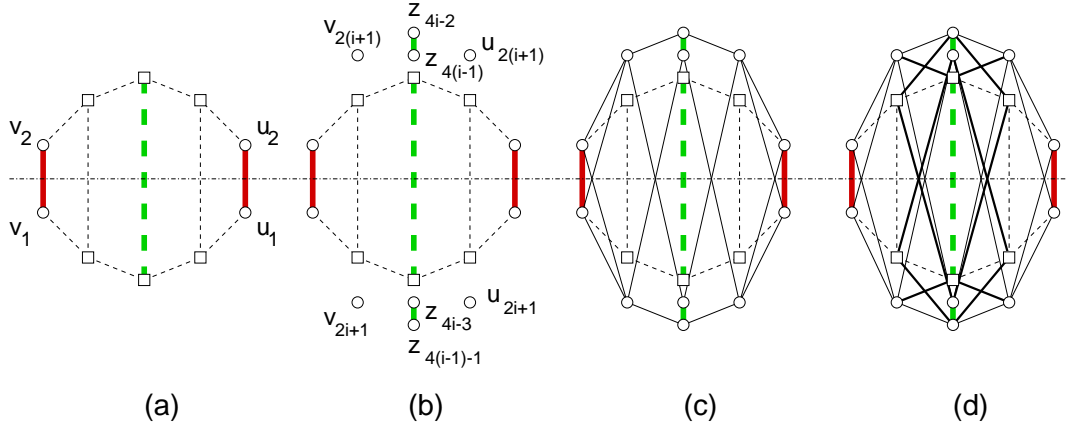 z4i-2
v2(i+1)
z4(i-1)
u2(i+1)
v2
u2
v1
u1
v2i+1
z4i-3
u2i+1
z4(i-1)-1
(a) (b) (c) (d)